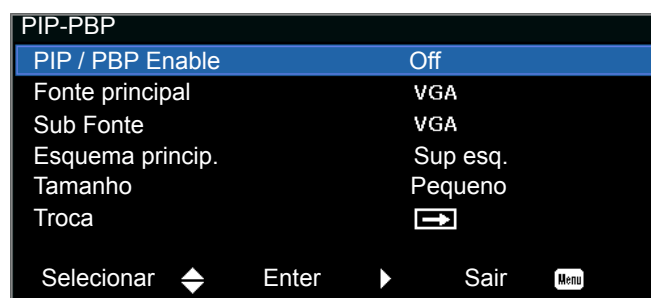 PIP-PBP
PIP / PBP Enable Off
Fonte principal VGA
Sub Fonte VGA
Esquema princip. Sup esq.
Tamanho Pequeno
Troca
Selecionar Enter Sair Menu